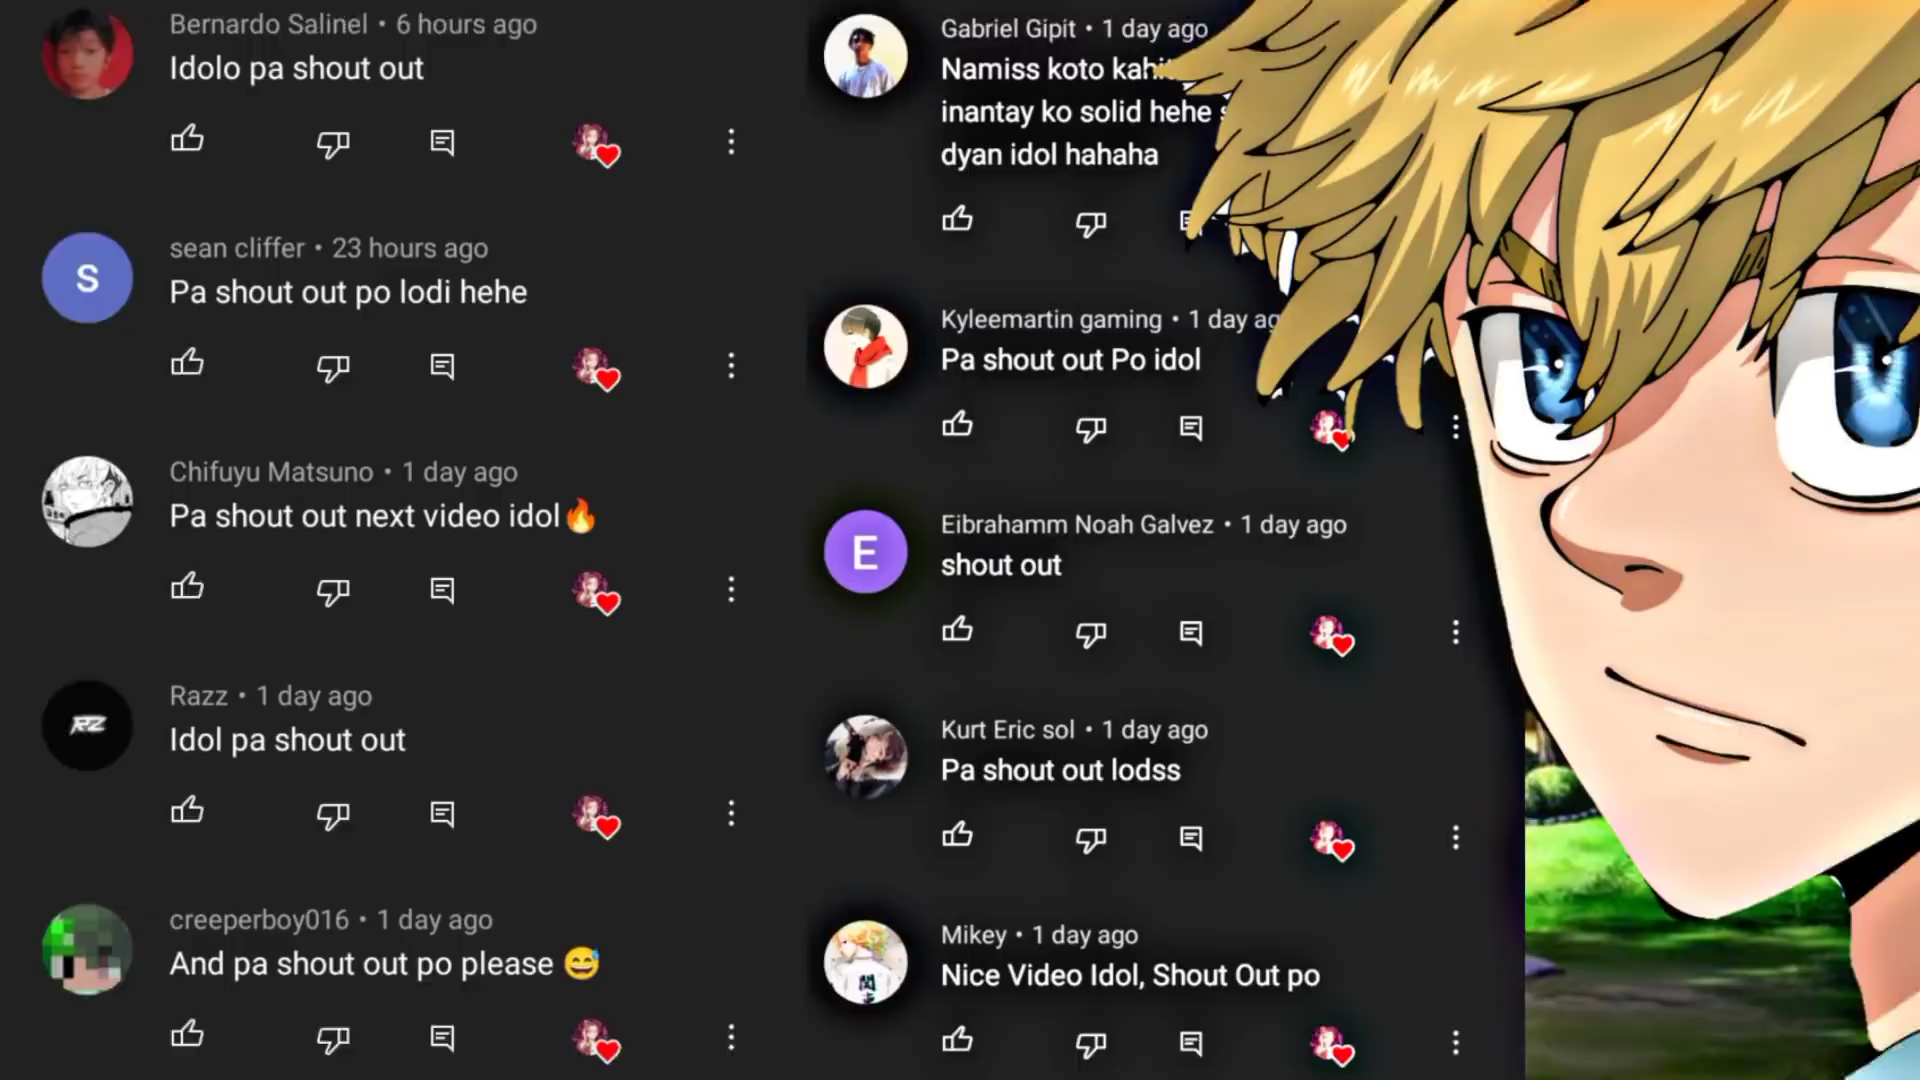 Bernardo Salinel • 6 hours ago
Idolo pa shout out
S
sean cliffer • 23 hours ago
Pa shout out po lodi hehe
Chifuyu Matsuno • 1 day ago
Pa shout out next video idol🔥
RZ
Razz • 1 day ago
Idol pa shout out
creeperboy016 • 1 day ago
And pa shout out po please 😅
Gabriel Gipit • 1 day ago
Namiss koto
inantay ko solid hehe
dyan idol hahaha
Kyleemartin gaming • 1 day
Pa shout out Po idol
E
Eibrahamm Noah Galvez • 1 day ago
shout out
Kurt Eric sol • 1 day ago
Pa shout out lodss
Mikey • 1 day ago
Nice Video Idol, Shout Out po